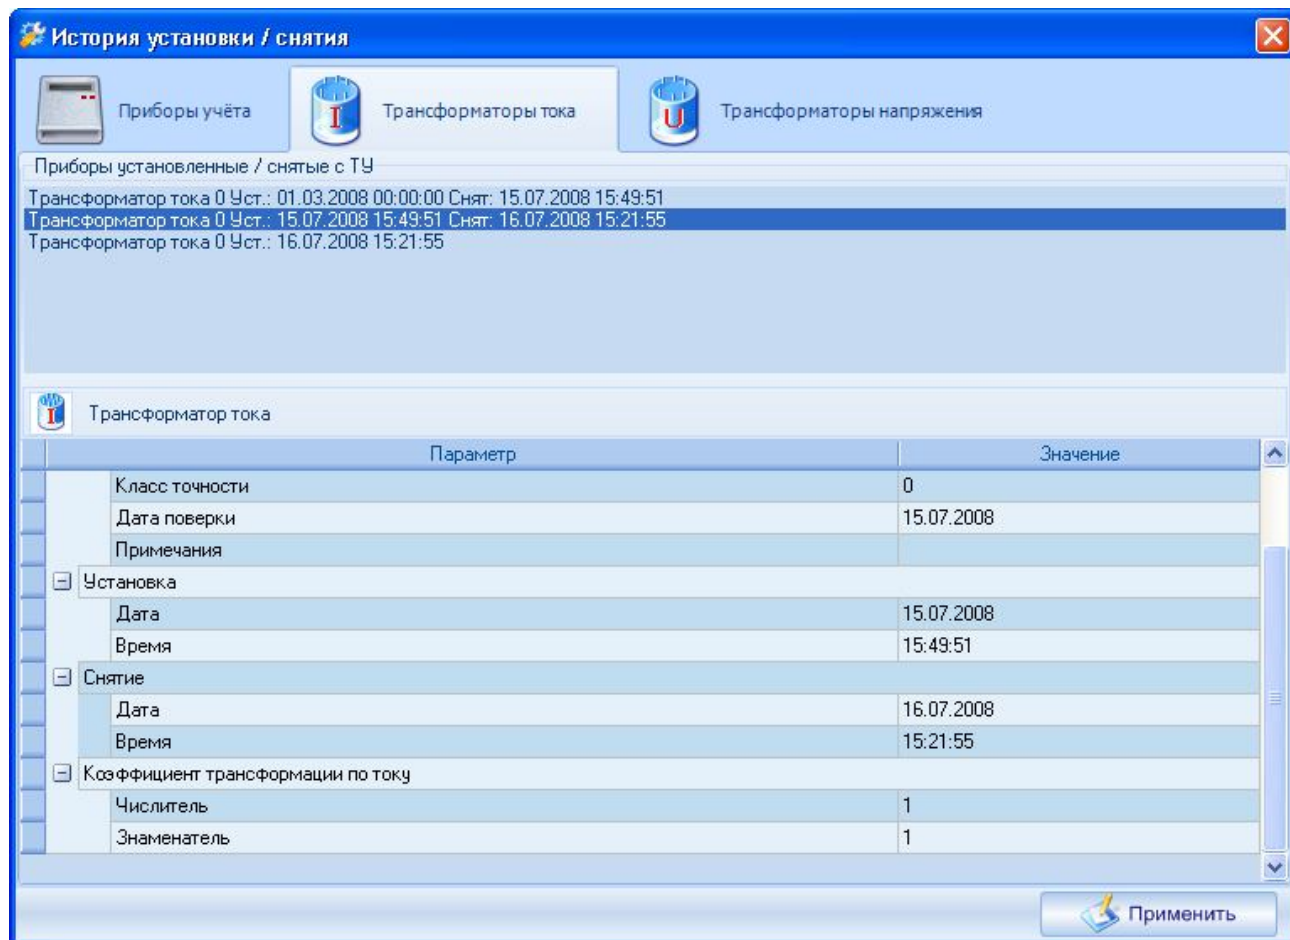 История установки / снятия
Приборы учёта
I
Трансформаторы тока
U
Трансформаторы напряжения
Приборы установленные / снятые с ТУ
Трансформатор тока 0 Уст.: 01.03.2008 00:00:00 Снят: 15.07.2008 15:49:51
Трансформатор тока 0 Уст.: 15.07.2008 15:49:51 Снят: 16.07.2008 15:21:55
Трансформатор тока 0 Уст.: 16.07.2008 15:21:55
I
Трансформатор тока
Параметр Значение
Класс точности 0
Дата поверки 15.07.2008
Примечания
Установка
Дата 15.07.2008
Время 15:49:51
Снятие
Дата 16.07.2008
Время 15:21:55
Коэффициент трансформации по току
Числитель 1
Знаменатель 1
Применить